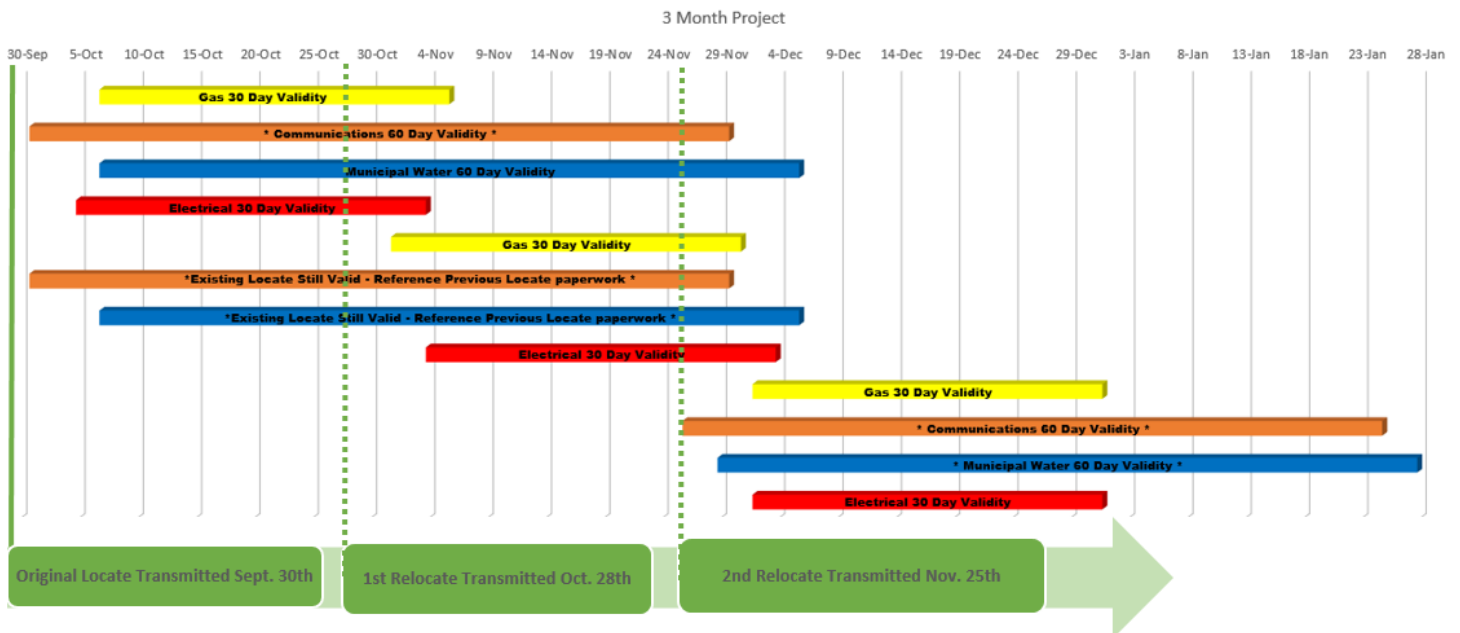 3 Month Project
30-Sep 5-Oct 10-Oct 15-Oct 20-Oct 25-Oct 30-Oct 4-Nov 9-Nov 14-Nov 19-Nov 24-Nov 29-Nov 4-Dec 9-Dec 14-Dec 19-Dec 24-Dec 29-Dec 3-Jan 8-Jan 13-Jan 18-Jan 23-Jan 28-Jan
Gas 30 Day Validity
* Communications 60 Day Validity *
Municipal Water 60 Day Validity
Electrical 30 Day Validity
Gas 30 Day Validity
*Existing Locate Still Valid - Reference Previous Locate paperwork *
*Existing Locate Still Valid - Reference Previous Locate paperwork *
Electrical 30 Day Validity
Gas 30 Day Validity
* Communications 60 Day Validity *
* Municipal Water 60 Day Validity *
Electrical 30 Day Validity
Original Locate Transmitted Sept. 30th
1st Relocate Transmitted Oct. 28th
2nd Relocate Transmitted Nov. 25th